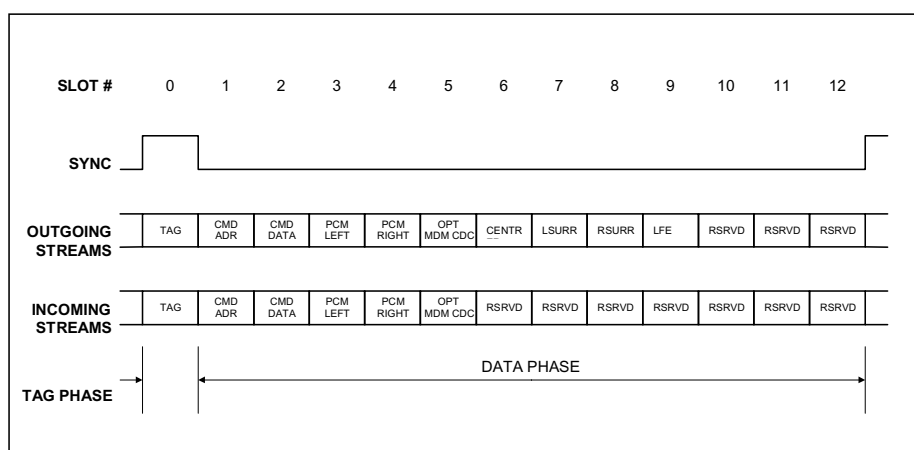 SLOT # 0 1 2 3 4 5 6 7 8 9 10 11 12
SYNC
OUTGOING STREAMS
TAG
CMD ADR
CMD DATA
PCM LEFT
PCM RIGHT
OPT MDM CDC
CENTR
LSURR
RSURR
LFE
RSRVD
RSRVD
RSRVD
INCOMING STREAMS
TAG
CMD ADR
CMD DATA
PCM LEFT
PCM RIGHT
OPT MDM CDC
RSRVD
RSRVD
RSRVD
RSRVD
RSRVD
RSRVD
RSRVD
TAG PHASE
DATA PHASE